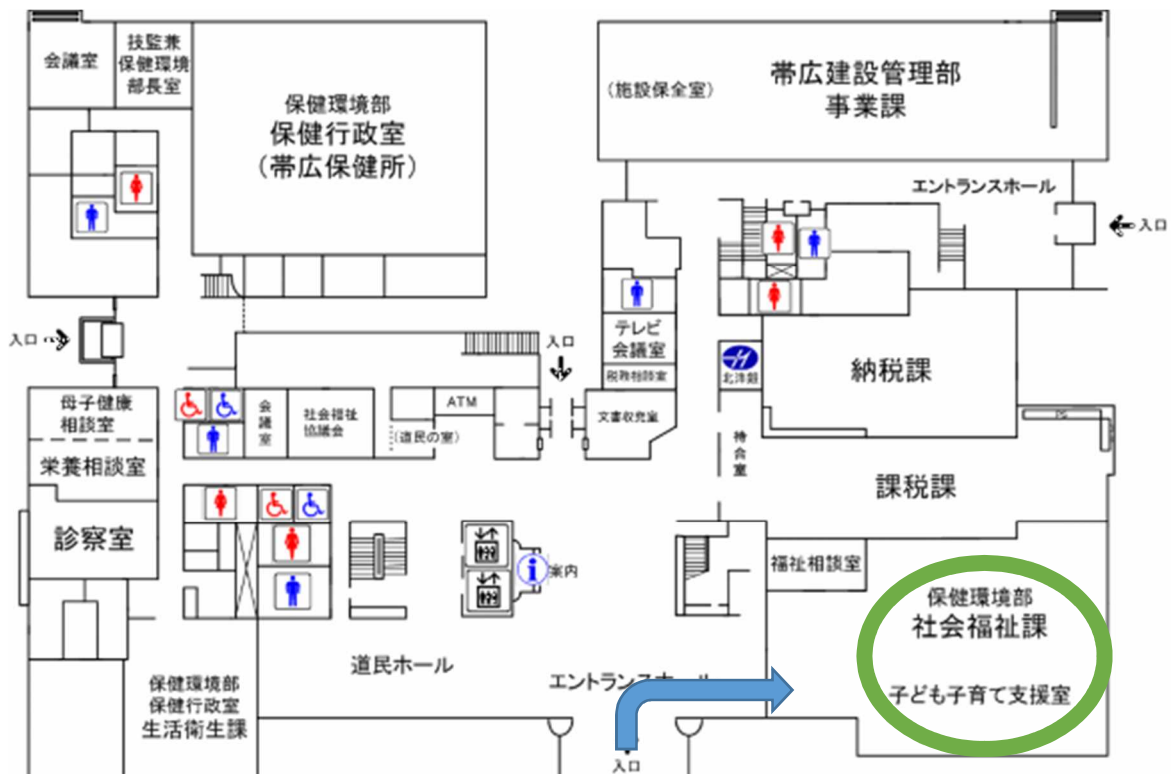 会議室
技監兼
保健環境
部長室
保健環境部
保健行政室
（帯広保健所）
（施設保全室）
帯広建設管理部
事業課
エントランスホール
入口
入口
入口
テレビ
会議室
税務相談室
文書収発室
北洋銀
納税課
待合室
課税課
PS
母子健康
相談室
栄養相談室
診察室
会議室
社会福祉
協議会
（道民の室）
ATM
案内
福祉相談室
保健環境部
社会福祉課
子ども子育て支援室
道民ホール
エントランスホール
保健環境部
保健行政室
生活衛生課
入口